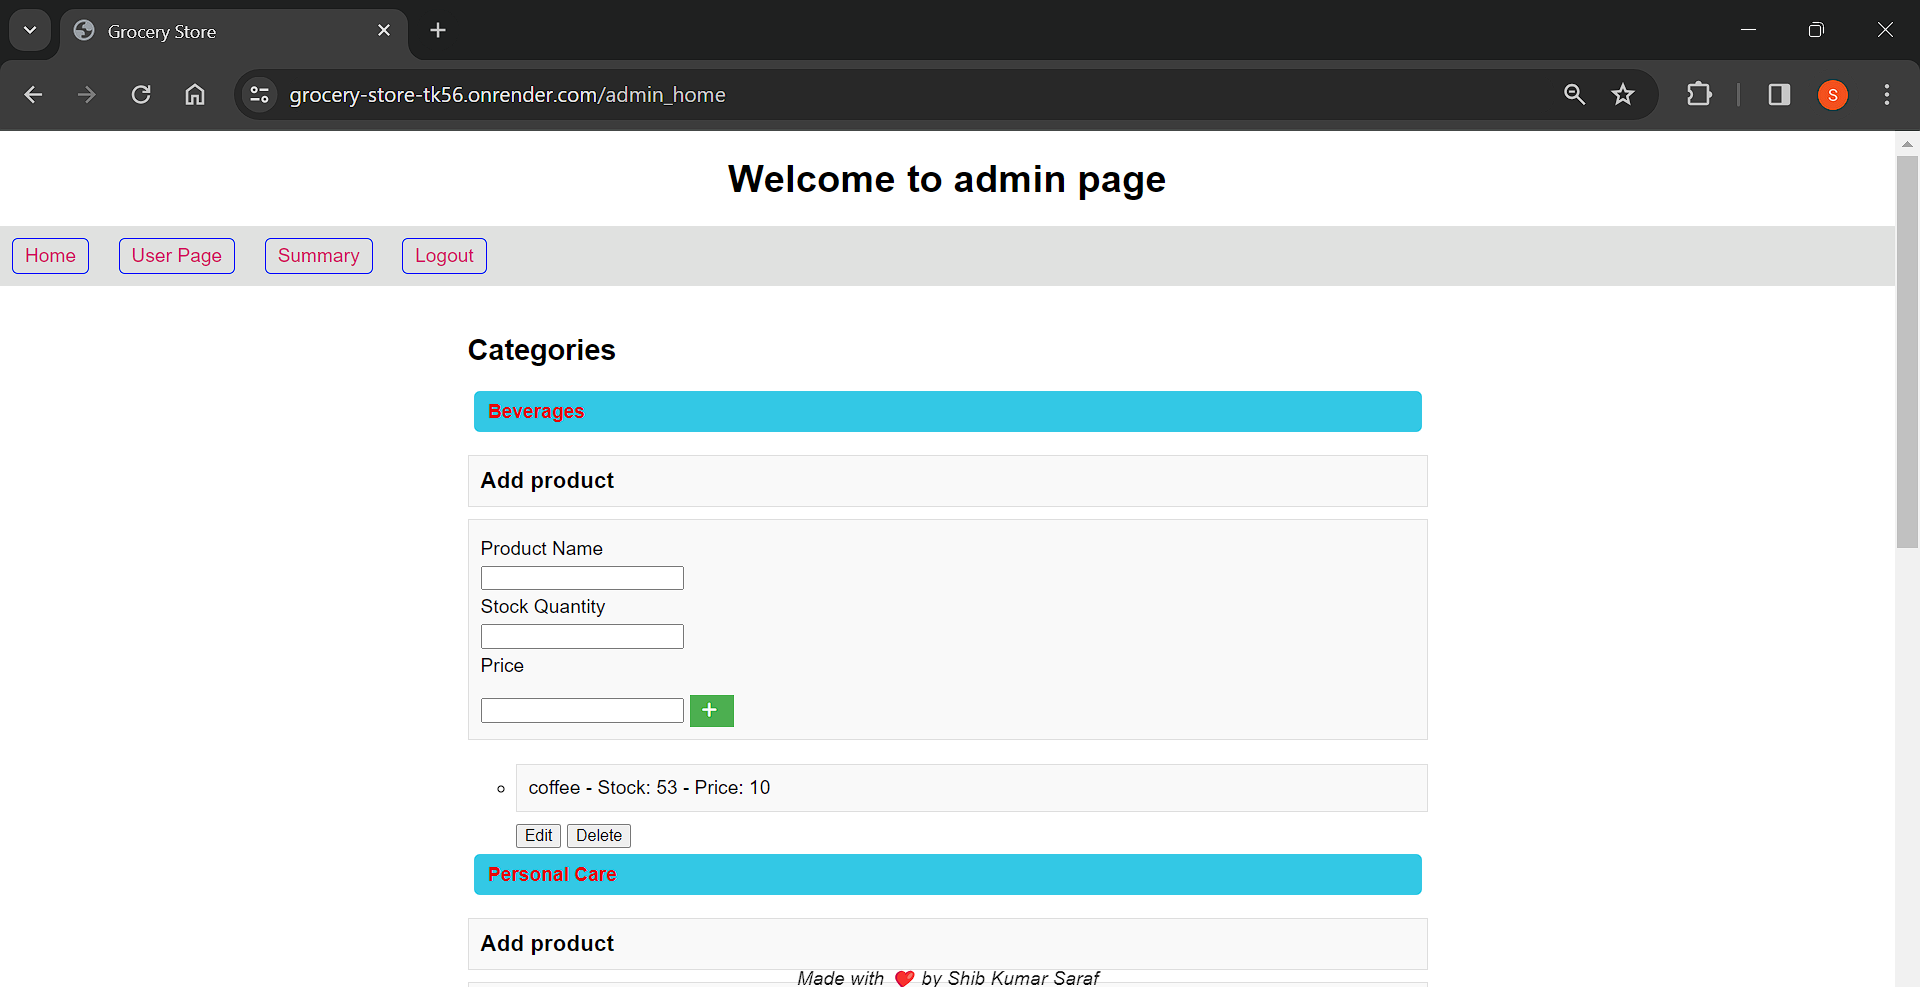 Grocery Store
grocery-store-tk56.onrender.com/admin_home
S
Welcome to admin page
Home User Page Summary Logout
Categories
Beverages
Add product
Product Name
Stock Quantity
Price
+
coffee - Stock: 53 - Price: 10
Edit Delete
Personal Care
Add product
Made with ❤️ by Shib Kumar Saraf